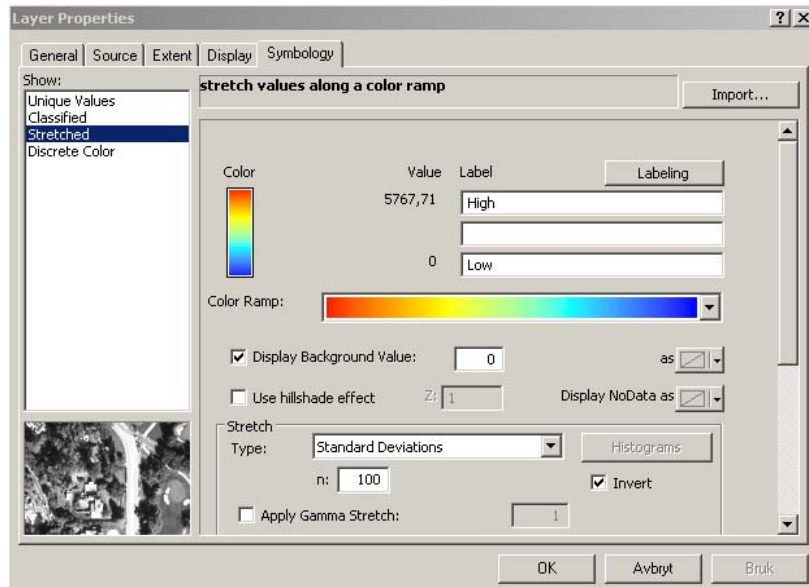 Layer Properties
General Source Extent Display Symbology
Show:
Unique Values
Classified
Stretched
Discrete Color
stretch values along a color ramp
Import...
Color Value Label Labeling
5767,71 High
0 Low
Color Ramp:
Display Background Value: 0 as
Use hillshade effect Z: 1 Display NoData as
Stretch
Type: Standard Deviations Histograms
n: 100 Invert
Apply Gamma Stretch: 1
OK Avbryt Bruk